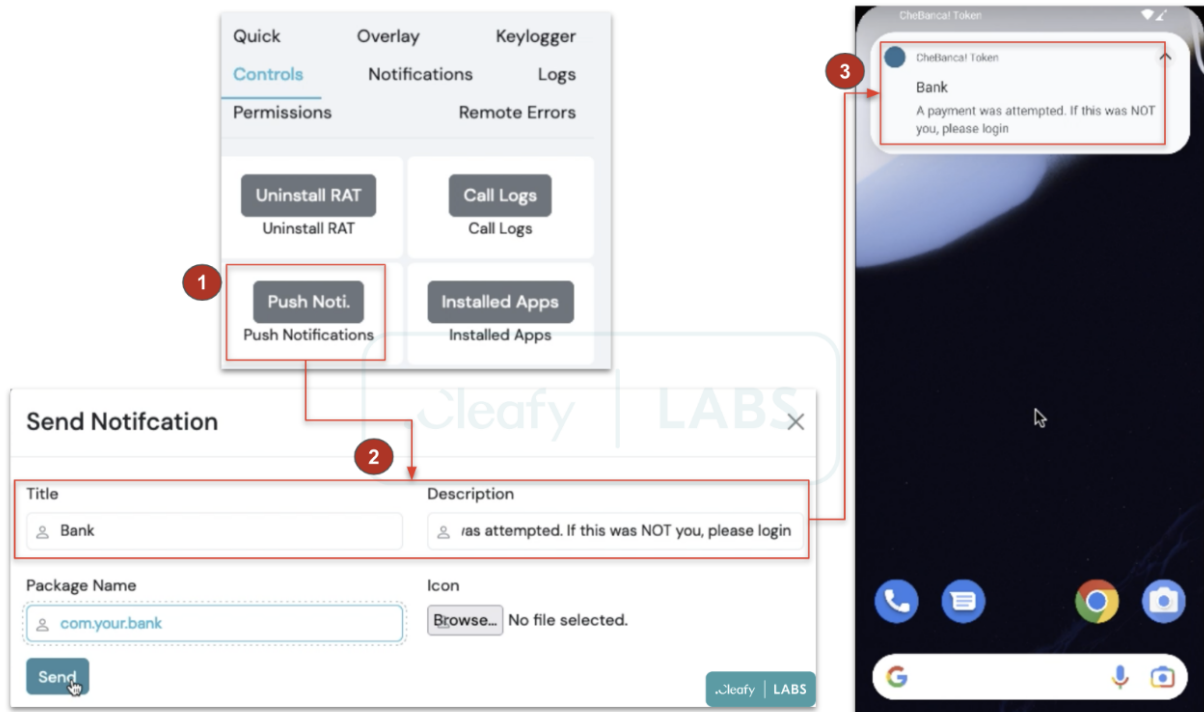 Quick Overlay Keylogger
Controls Notifications Logs
Permissions Remote Errors
Uninstall RAT Call Logs
Uninstall RAT Call Logs
1
Push Noti. Installed Apps
Push Notifications Installed Apps
Cleafy | LABS
Send Notifcation
2
Title Description
Bank was attempted. If this was NOT you, please login
Package Name Icon
com.your.bank Browse... No file selected.
Send
Cleafy | LABS
CheBanca! Token
3
CheBanca! Token
Bank
A payment was attempted. If this was NOT
you, please login
G